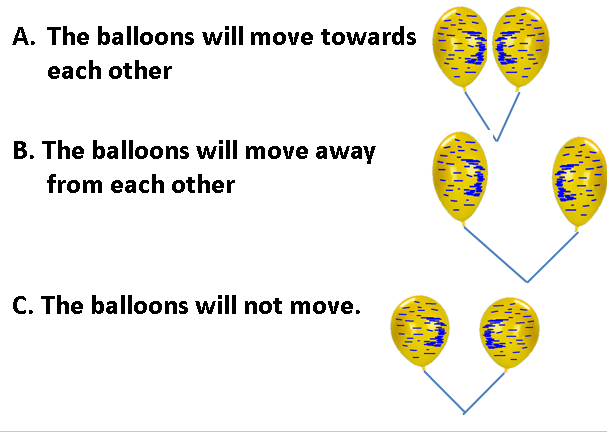 A. The balloons will move towards
each other
B. The balloons will move away
from each other
C. The balloons will not move.